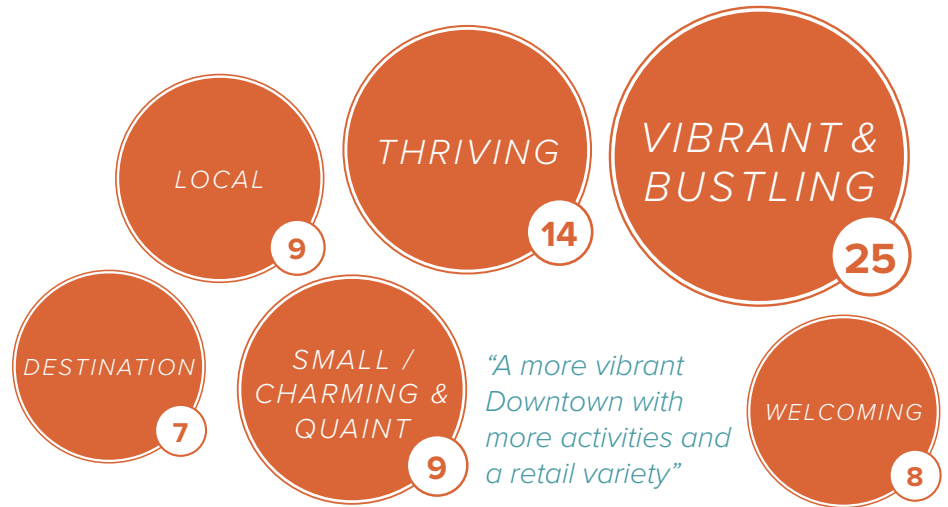 LOCAL
9
THRIVING
14
VIBRANT &
BUSTLING
25
DESTINATION
7
SMALL /
CHARMING &
QUAINT
9
"A more vibrant
Downtown with
more activities and
a retail variety"
WELCOMING
8